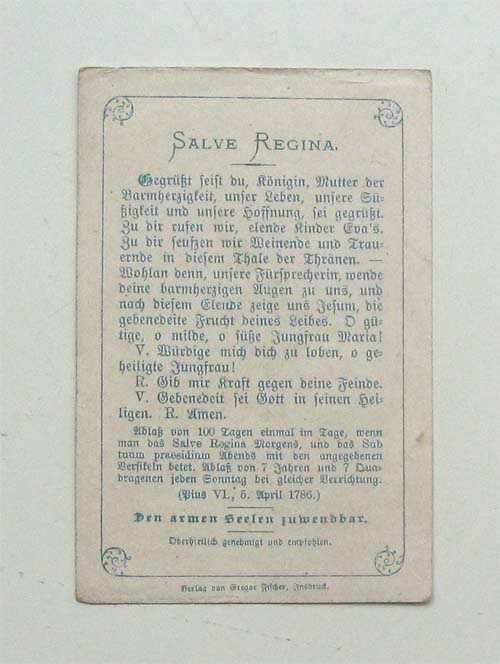 Salve Regina.
Gegrüßt seist du, Königin, Mutter der
Barmherzigkeit, unser Leben, unsere Sü-
ßigkeit und unsere Hoffnung, sei gegrüßt.
Zu dir rufen wir, elende Kinder Eva's.
Zu dir seufzen wir Weinende und Trau-
ernde in diesem Thale der Thränen. —
Wohlan denn, unsere Fürsprecherin, wende
deine barmherzigen Augen zu uns, und
nach diesem Elende zeige uns Jesum, die
gebenedeite Frucht deines Leibes. O gü-
tige, o milde, o süße Jungfrau Maria!
V. Würdige mich dich zu loben, o ge-
heiligte Jungfrau!
R. Gib mir Kraft gegen deine Feinde.
V. Gebenedeit sei Gott in seinen Hei-
ligen. R. Amen.
Ablaß von 100 Tagen einmal im Tage, wenn
man das Salve Regina Morgens, und das Sub
tuum praesidium Abends mit den angegebenen
Versikeln betet. Ablaß von 7 Jahren und 7 Qua-
dragenen jeden Sonntag bei gleicher Verrichtung.
(Pius VI., 5. April 1786.)
Den armen Seelen zuwendbar.
Oberhirtlich genehmigt und empfohlen.
Verlag von Gregor Fischer, Innsbruck.